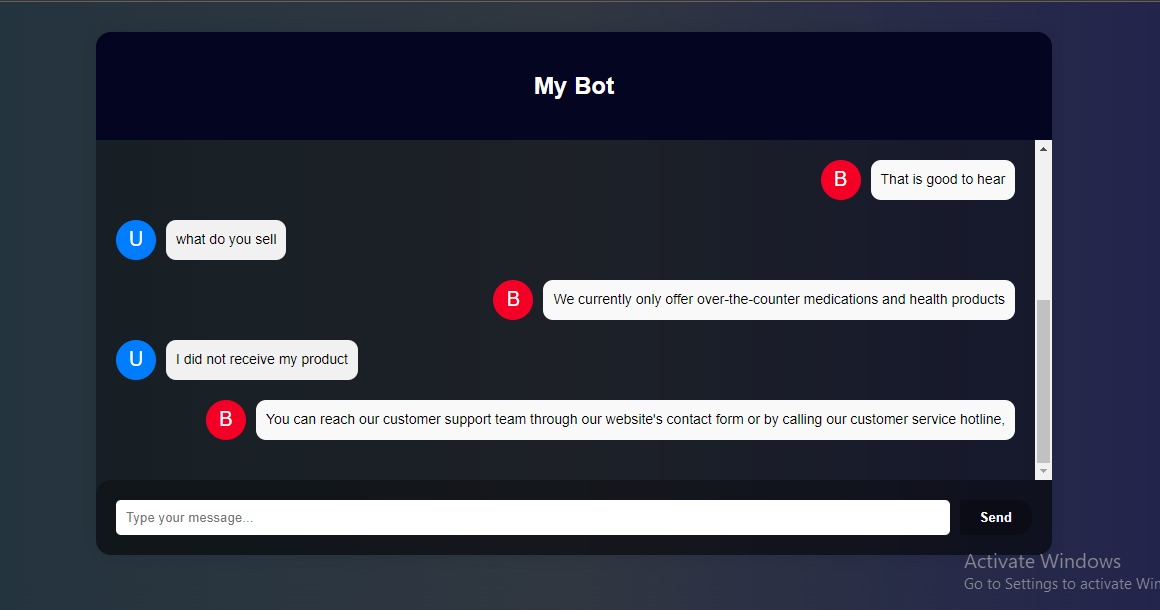 My Bot
B
That is good to hear
U
what do you sell
B
We currently only offer over-the-counter medications and health products
U
I did not receive my product
B
You can reach our customer support team through our website's contact form or by calling our customer service hotline,
Type your message...
Send
Activate Windows
Go to Settings to activate Win